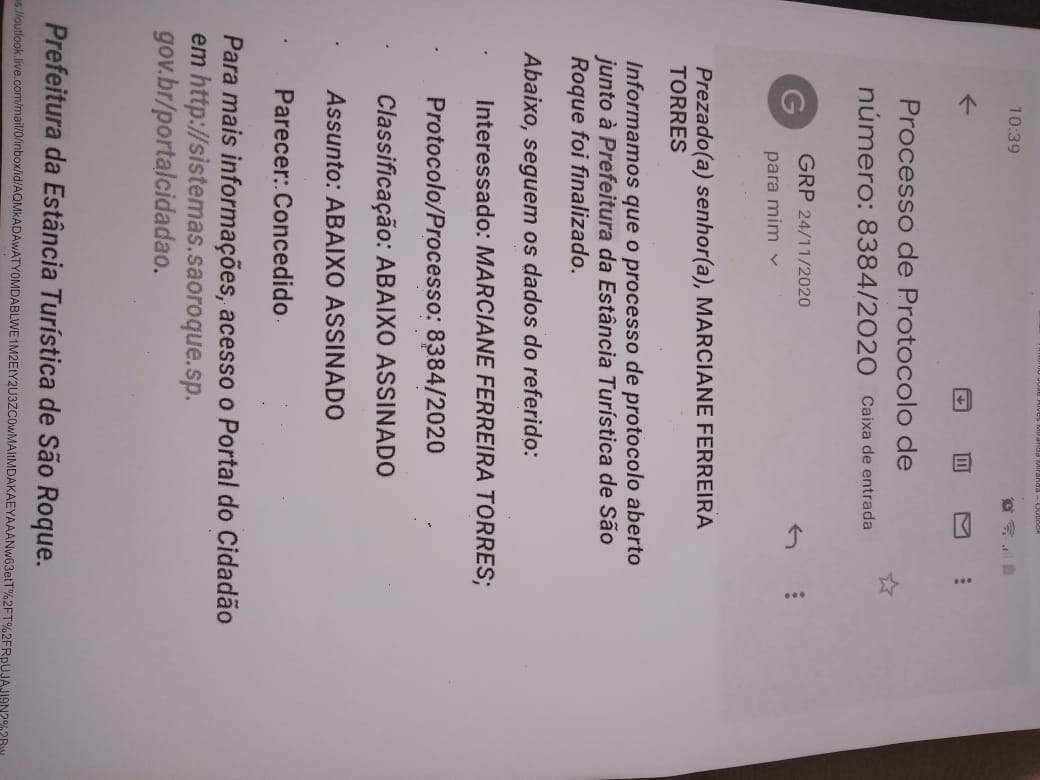 10:39
Processo de Protocolo de
número: 8384/2020 Caixa de entrada
G
GRP 24/11/2020
para mim
Prezado(a) senhor(a), MARCIANE FERREIRA
TORRES
Informamos que o processo de protocolo aberto
junto à Prefeitura da Estância Turística de São
Roque foi finalizado.
Abaixo, seguem os dados do referido:
· Interessado: MARCIANE FERREIRA TORRES;
· Protocolo/Processo: 8384/2020
· Classificação: ABAIXO ASSINADO
· Assunto: ABAIXO ASSINADO
· Parecer: Concedido
Para mais informações, acesso o Portal do Cidadão
em http://sistemas.saoroque.sp.
gov.br/portalcidadao.
Prefeitura da Estância Turística de São Roque.